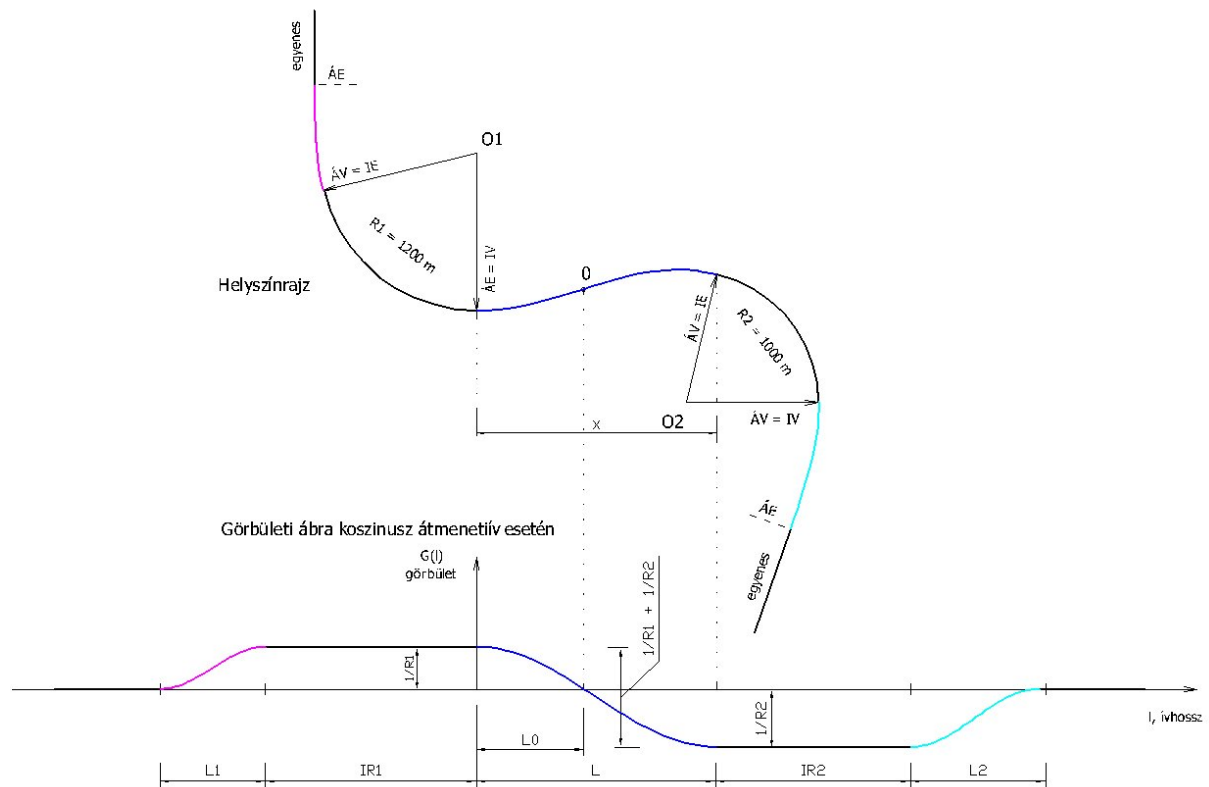 egyenes
ÁE
O1
ÁV = IE
R1 = 1200 m
ÁE = IV
0
Helyszínrajz
ÁV = IE
R2 = 1000 m
X
O2
ÁV = IV
ÁE
egyenes
Görbületi ábra koszinusz átmenetiív esetén
G(l)
görbület
1/R1 + 1/R2
1/R1
1/R2
l, ívhossz
L0
L1
IR1
L
IR2
L2